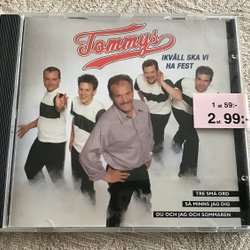 Tommys
IKVÄLL SKA VI
HA FEST
1 st 59:-
2 st 99:-
TRE SMÅ ORD
SÅ MINNS JAG DIG
DU OCH JAG OCH SOMMAREN